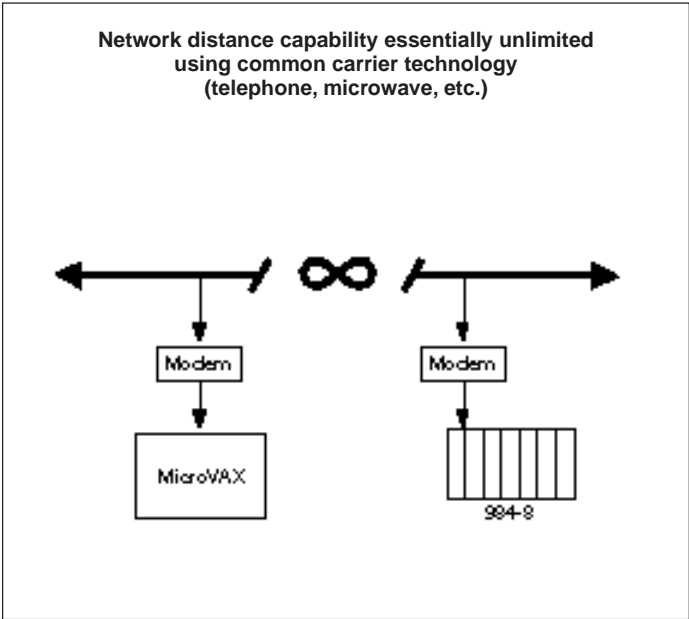 Network distance capability essentially unlimited
using common carrier technology
(telephone, microwave, etc.)
Modem Modem
MicroVAX
984-8